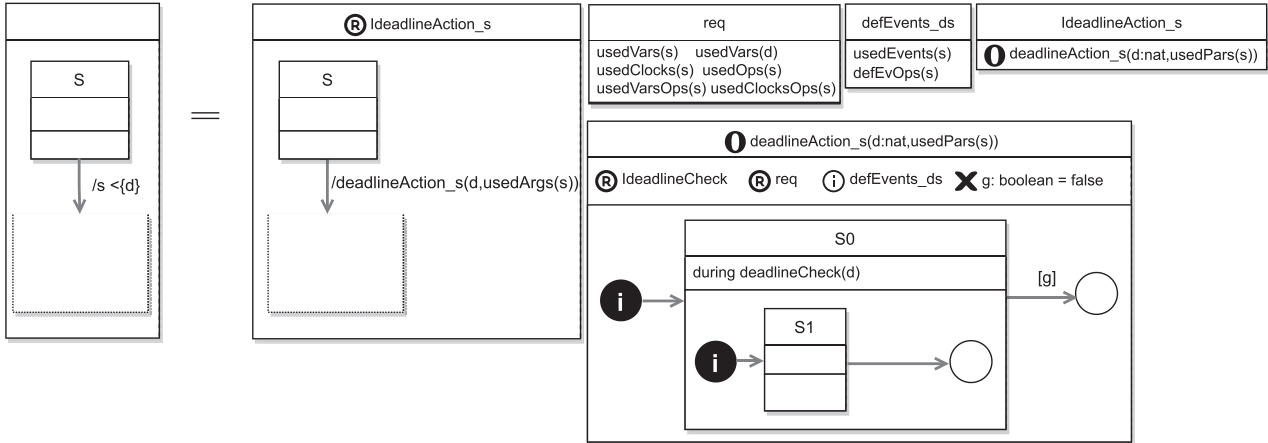 S
/s <{d}
=
R IdeadlineAction_s
S
/deadlineAction_s(d,usedArgs(s))
req
usedVars(s) usedVars(d)
usedClocks(s) usedOps(s)
usedVarsOps(s) usedClocksOps(s)
defEvents_ds
usedEvents(s)
defEvOps(s)
IdeadlineAction_s
O deadlineAction_s(d:nat,usedPars(s))
O deadlineAction_s(d:nat,usedPars(s))
R IdeadlineCheck R req i defEvents_ds X g: boolean = false
S0
during deadlineCheck(d)
[g]
i
S1
i